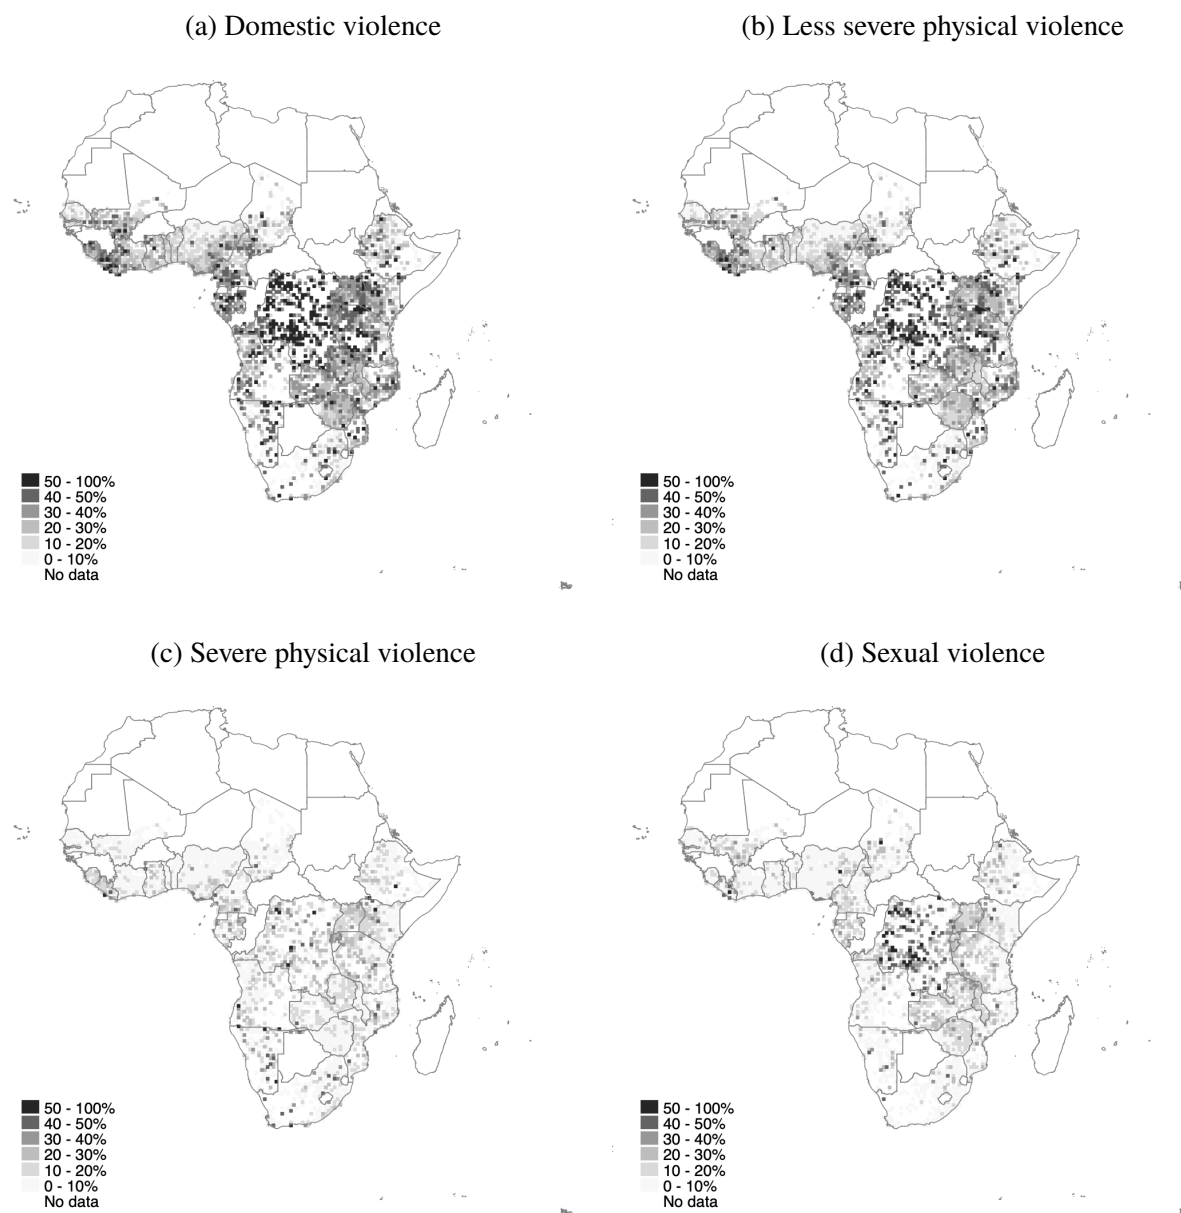 (a) Domestic violence
(b) Less severe physical violence
50 - 100%
40 - 50%
30 - 40%
20 - 30%
10 - 20%
0 - 10%
No data
50 - 100%
40 - 50%
30 - 40%
20 - 30%
10 - 20%
0 - 10%
No data
(c) Severe physical violence
(d) Sexual violence
50 - 100%
40 - 50%
30 - 40%
20 - 30%
10 - 20%
0 - 10%
No data
50 - 100%
40 - 50%
30 - 40%
20 - 30%
10 - 20%
0 - 10%
No data